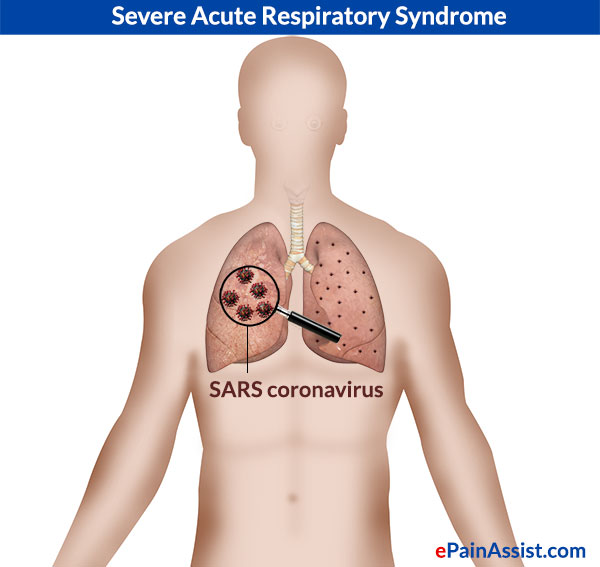 Severe Acute Respiratory Syndrome
SARS coronavirus
ePainAssist.com